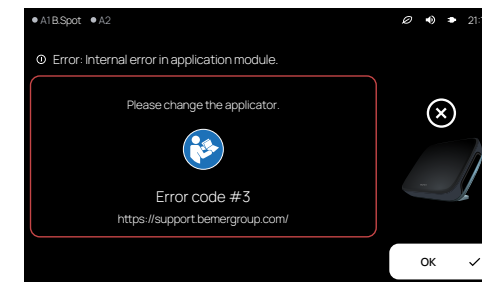 A1 B.Spot A2
Error: Internal error in application module.
Please change the applicator.
Error code #3
https://support.bemergroup.com/
OK